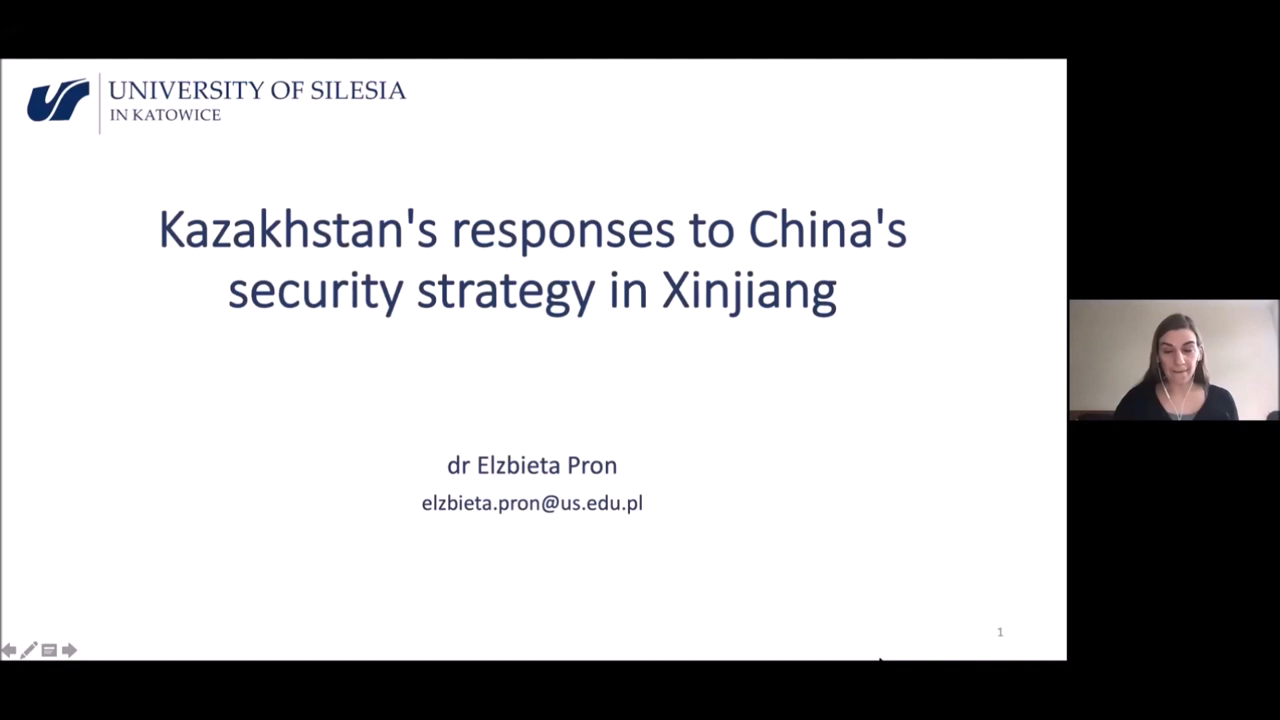 UNIVERSITY OF SILESIA
IN KATOWICE
Kazakhstan's responses to China's
security strategy in Xinjiang
dr Elzbieta Pron
elzbieta.pron@us.edu.pl
1